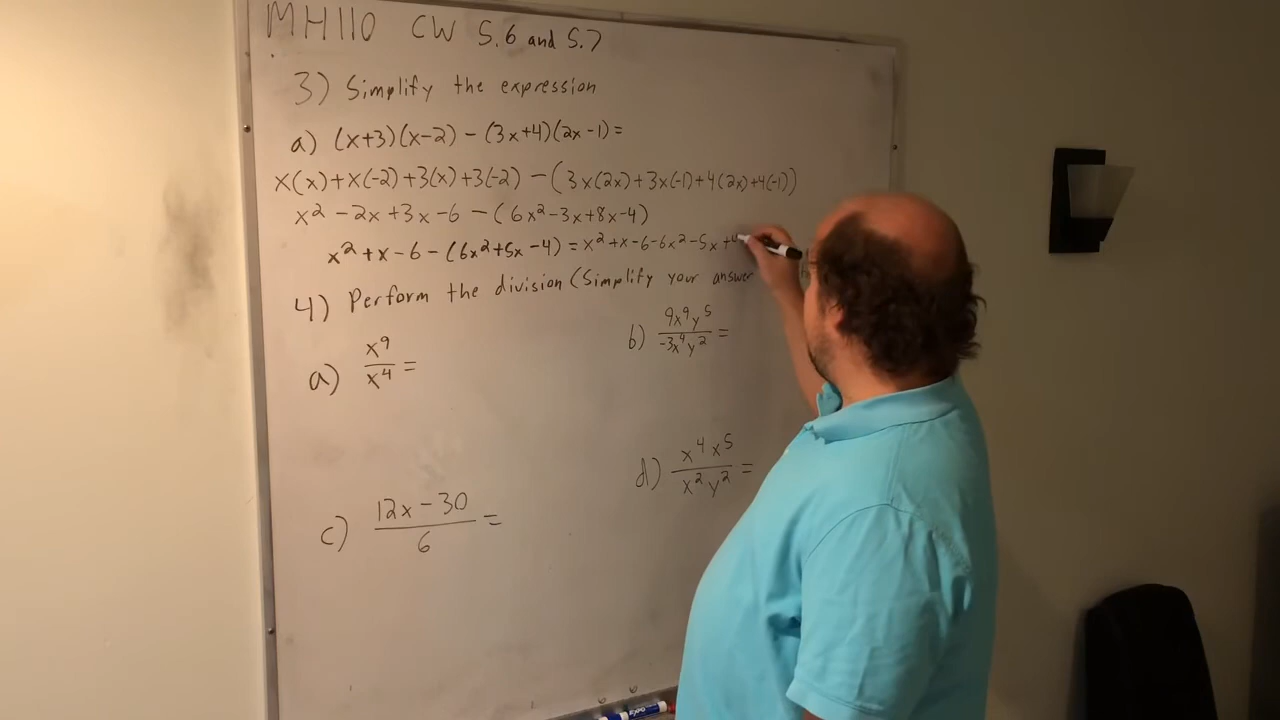 MH110 CW 5.6 and 5.7
3) Simplify the expression
a) (x+3)(x-2) - (3x+4)(2x-1) =
x(x)+x(-2)+3(x)+3(-2) - (3x(2x)+3x(-1)+4(2x)+4(-1))
x² - 2x + 3x - 6 - (6x² - 3x + 8x - 4)
x² + x - 6 - (6x² + 5x - 4) = x² + x - 6 - 6x² - 5x + 4
4) Perform the division (Simplify your answer
a) x⁹/x⁴ =
b) 9x⁹y⁵/-3x⁴y² =
c) 12x - 30/6 =
d) x⁴x⁵/x²y² =
EXPO